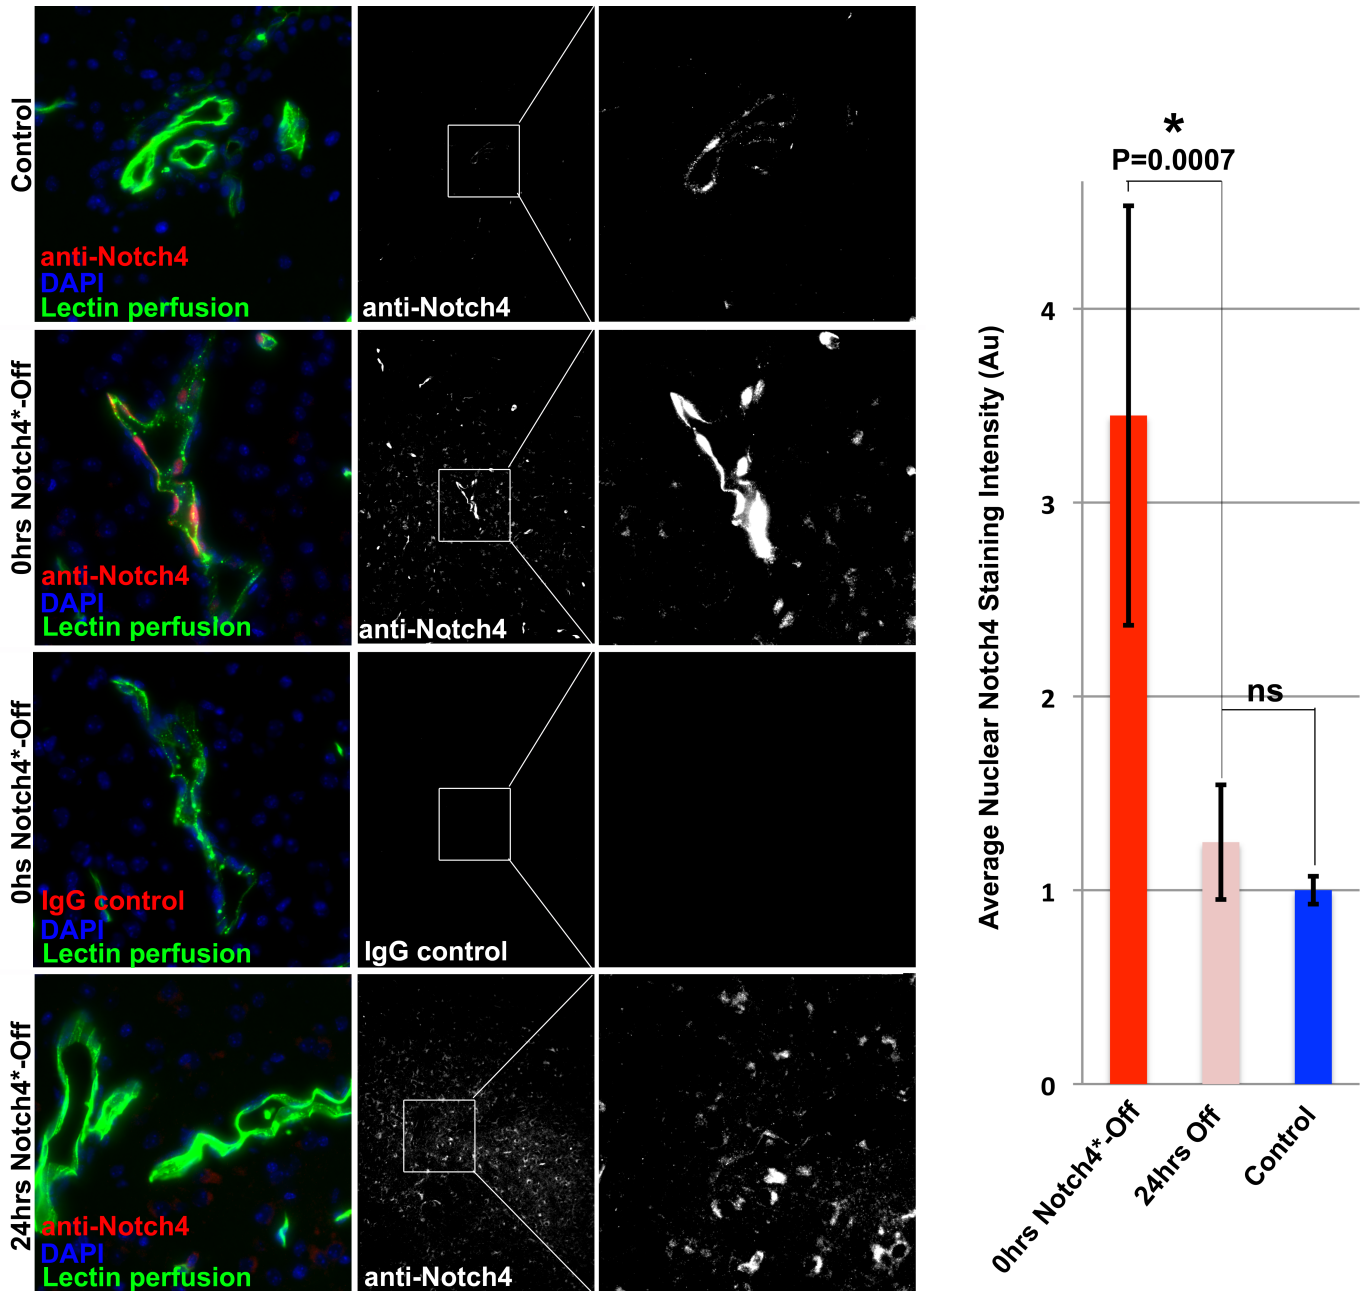 Control
anti-Notch4
DAPI
Lectin perfusion
anti-Notch4
0hrs Notch4*-Off
anti-Notch4
DAPI
Lectin perfusion
anti-Notch4
0hs Notch4*-Off
IgG control
DAPI
Lectin perfusion
IgG control
24hrs Notch4*-Off
anti-Notch4
DAPI
Lectin perfusion
anti-Notch4
*
P=0.0007
ns
Average Nuclear Notch4 Staining Intensity (Au)
4
3
2
1
0
0hrs Notch4*-Off
24hrs Off
Control